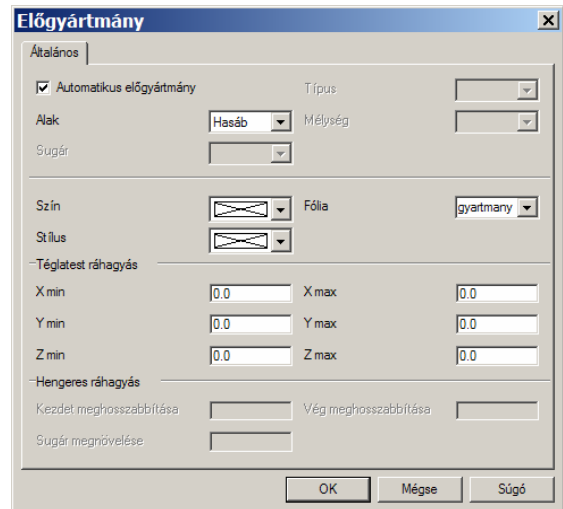 Előgyártmány
Általános
Automatikus előgyártmány Típus
Alak Hasáb Mélység
Sugár
Szín Fólia gyartmany
Stílus
Téglatest ráhagyás
X min 0.0 X max 0.0
Y min 0.0 Y max 0.0
Z min 0.0 Z max 0.0
Hengeres ráhagyás
Kezdet meghosszabbítása Vég meghosszabbítása
Sugár megnövelése
OK Mégse Súgó